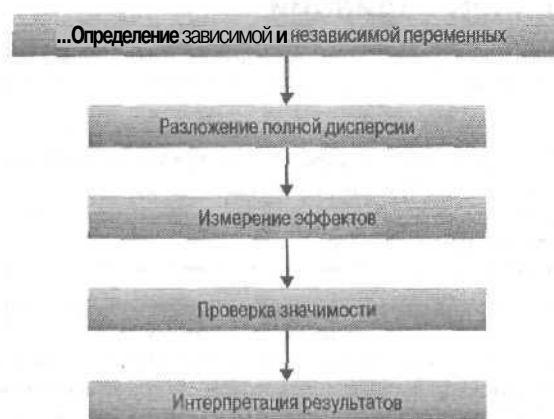 ...Определение зависимой и независимой переменных
Разложение полной дисперсии
Измерение эффектов
Проверка значимости
Интерпретация результатов